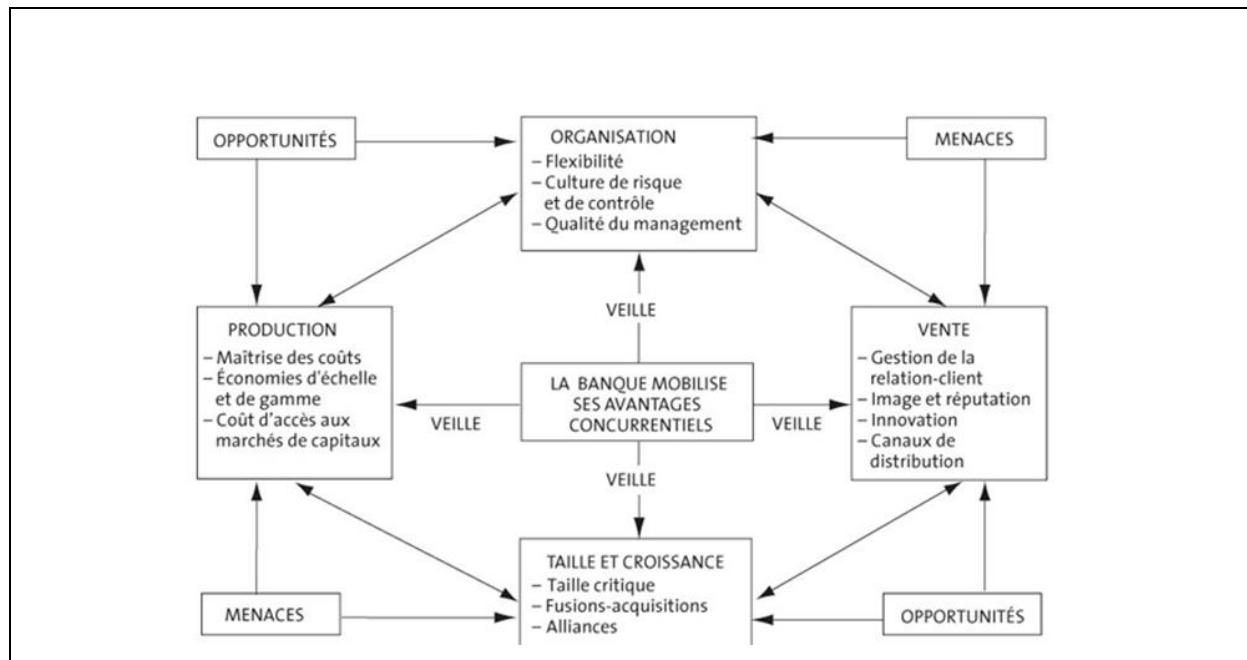 OPPORTUNITÉS
ORGANISATION
– Flexibilité
– Culture de risque
et de contrôle
– Qualité du management
MENACES
VEILLE
PRODUCTION
– Maîtrise des coûts
– Économies d'échelle
et de gamme
– Coût d'accès aux
marchés de capitaux
VEILLE
LA BANQUE MOBILISE
SES AVANTAGES
CONCURRENTIELS
VEILLE
VENTE
– Gestion de la
relation-client
– Image et réputation
– Innovation
– Canaux de
distribution
VEILLE
MENACES
TAILLE ET CROISSANCE
– Taille critique
– Fusions-acquisitions
– Alliances
OPPORTUNITÉS